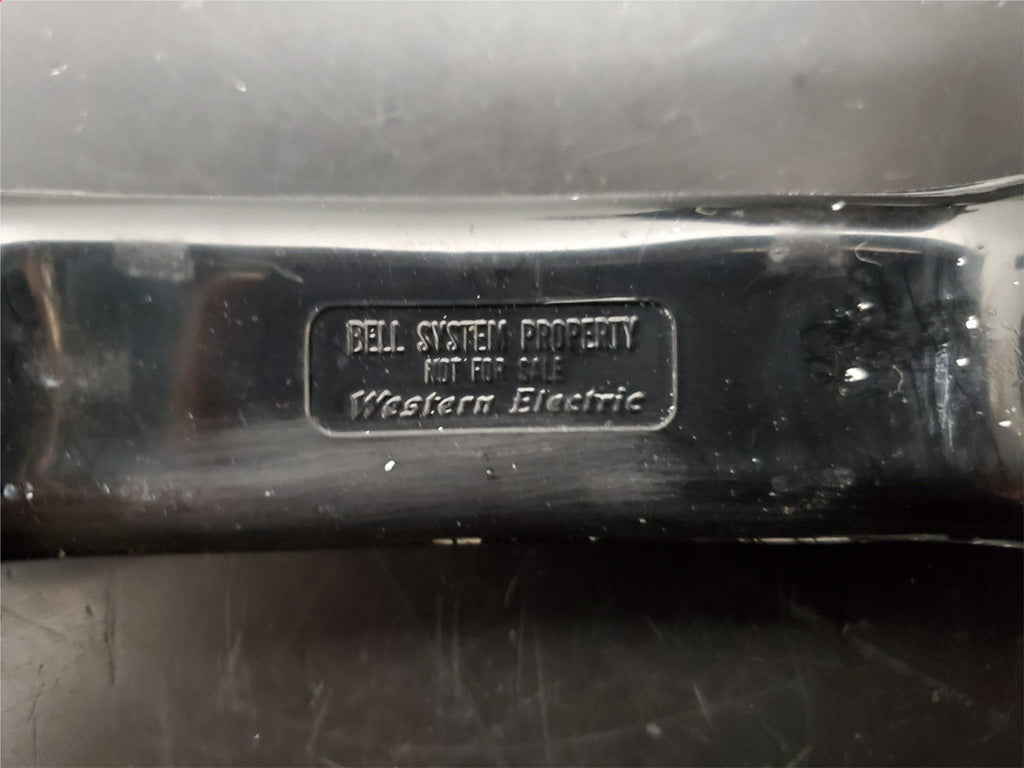 BELL SYSTEM PROPERTY
NOT FOR SALE
Western Electric